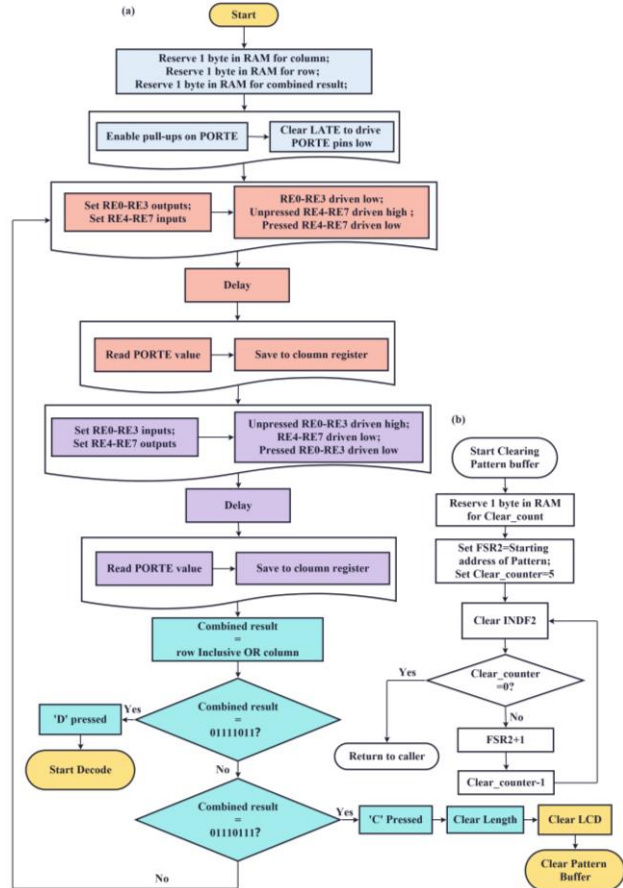 (a)
Start
Reserve 1 byte in RAM for column;
Reserve 1 byte in RAM for row;
Reserve 1 byte in RAM for combined result;
Enable pull-ups on PORTE
Clear LATE to drive
PORTE pins low
Set RE0-RE3 outputs;
Set RE4-RE7 inputs
RE0-RE3 driven low;
Unpressed RE4-RE7 driven high ;
Pressed RE4-RE7 driven low
Delay
Read PORTE value
Save to cloumn register
Set RE0-RE3 inputs;
Set RE4-RE7 outputs
Unpressed RE0-RE3 driven high;
RE4-RE7 driven low;
Pressed RE0-RE3 driven low
Delay
Read PORTE value
Save to cloumn register
Combined result
=
row Inclusive OR column
Combined result
=
01111011?
Yes
'D' pressed
Start Decode
No
Combined result
=
01110111?
Yes
'C' Pressed
Clear Length
Clear LCD
Clear Pattern
Buffer
No
(b)
Start Clearing
Pattern buffer
Reserve 1 byte in RAM
for Clear_count
Set FSR2=Starting
address of Pattern;
Set Clear_counter=5
Clear INDF2
Clear_counter
=0?
Yes
Return to caller
No
FSR2+1
Clear_counter-1